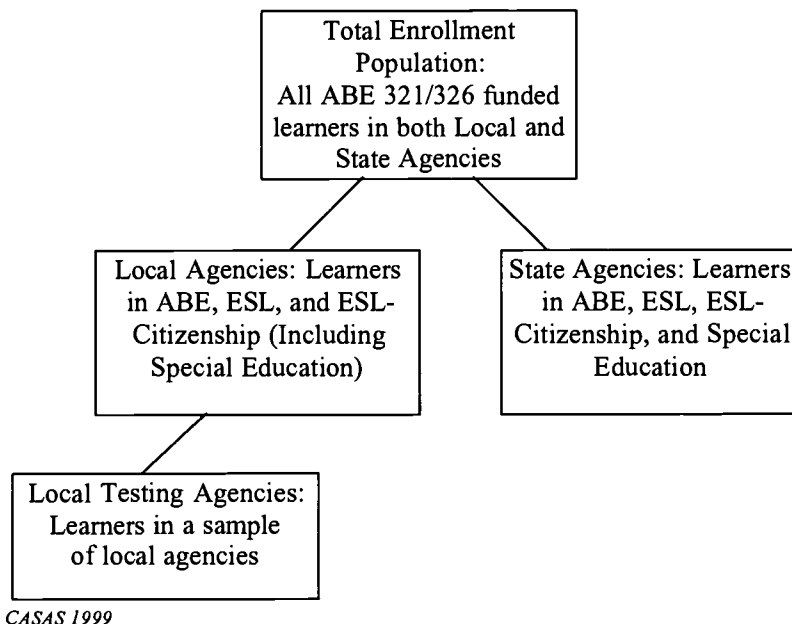 Total Enrollment
Population:
All ABE 321/326 funded
learners in both Local and
State Agencies
Local Agencies: Learners
in ABE, ESL, and ESL-
Citizenship (Including
Special Education)
State Agencies: Learners
in ABE, ESL, ESL-
Citizenship, and Special
Education
Local Testing Agencies:
Learners in a sample
of local agencies
CASAS 1999